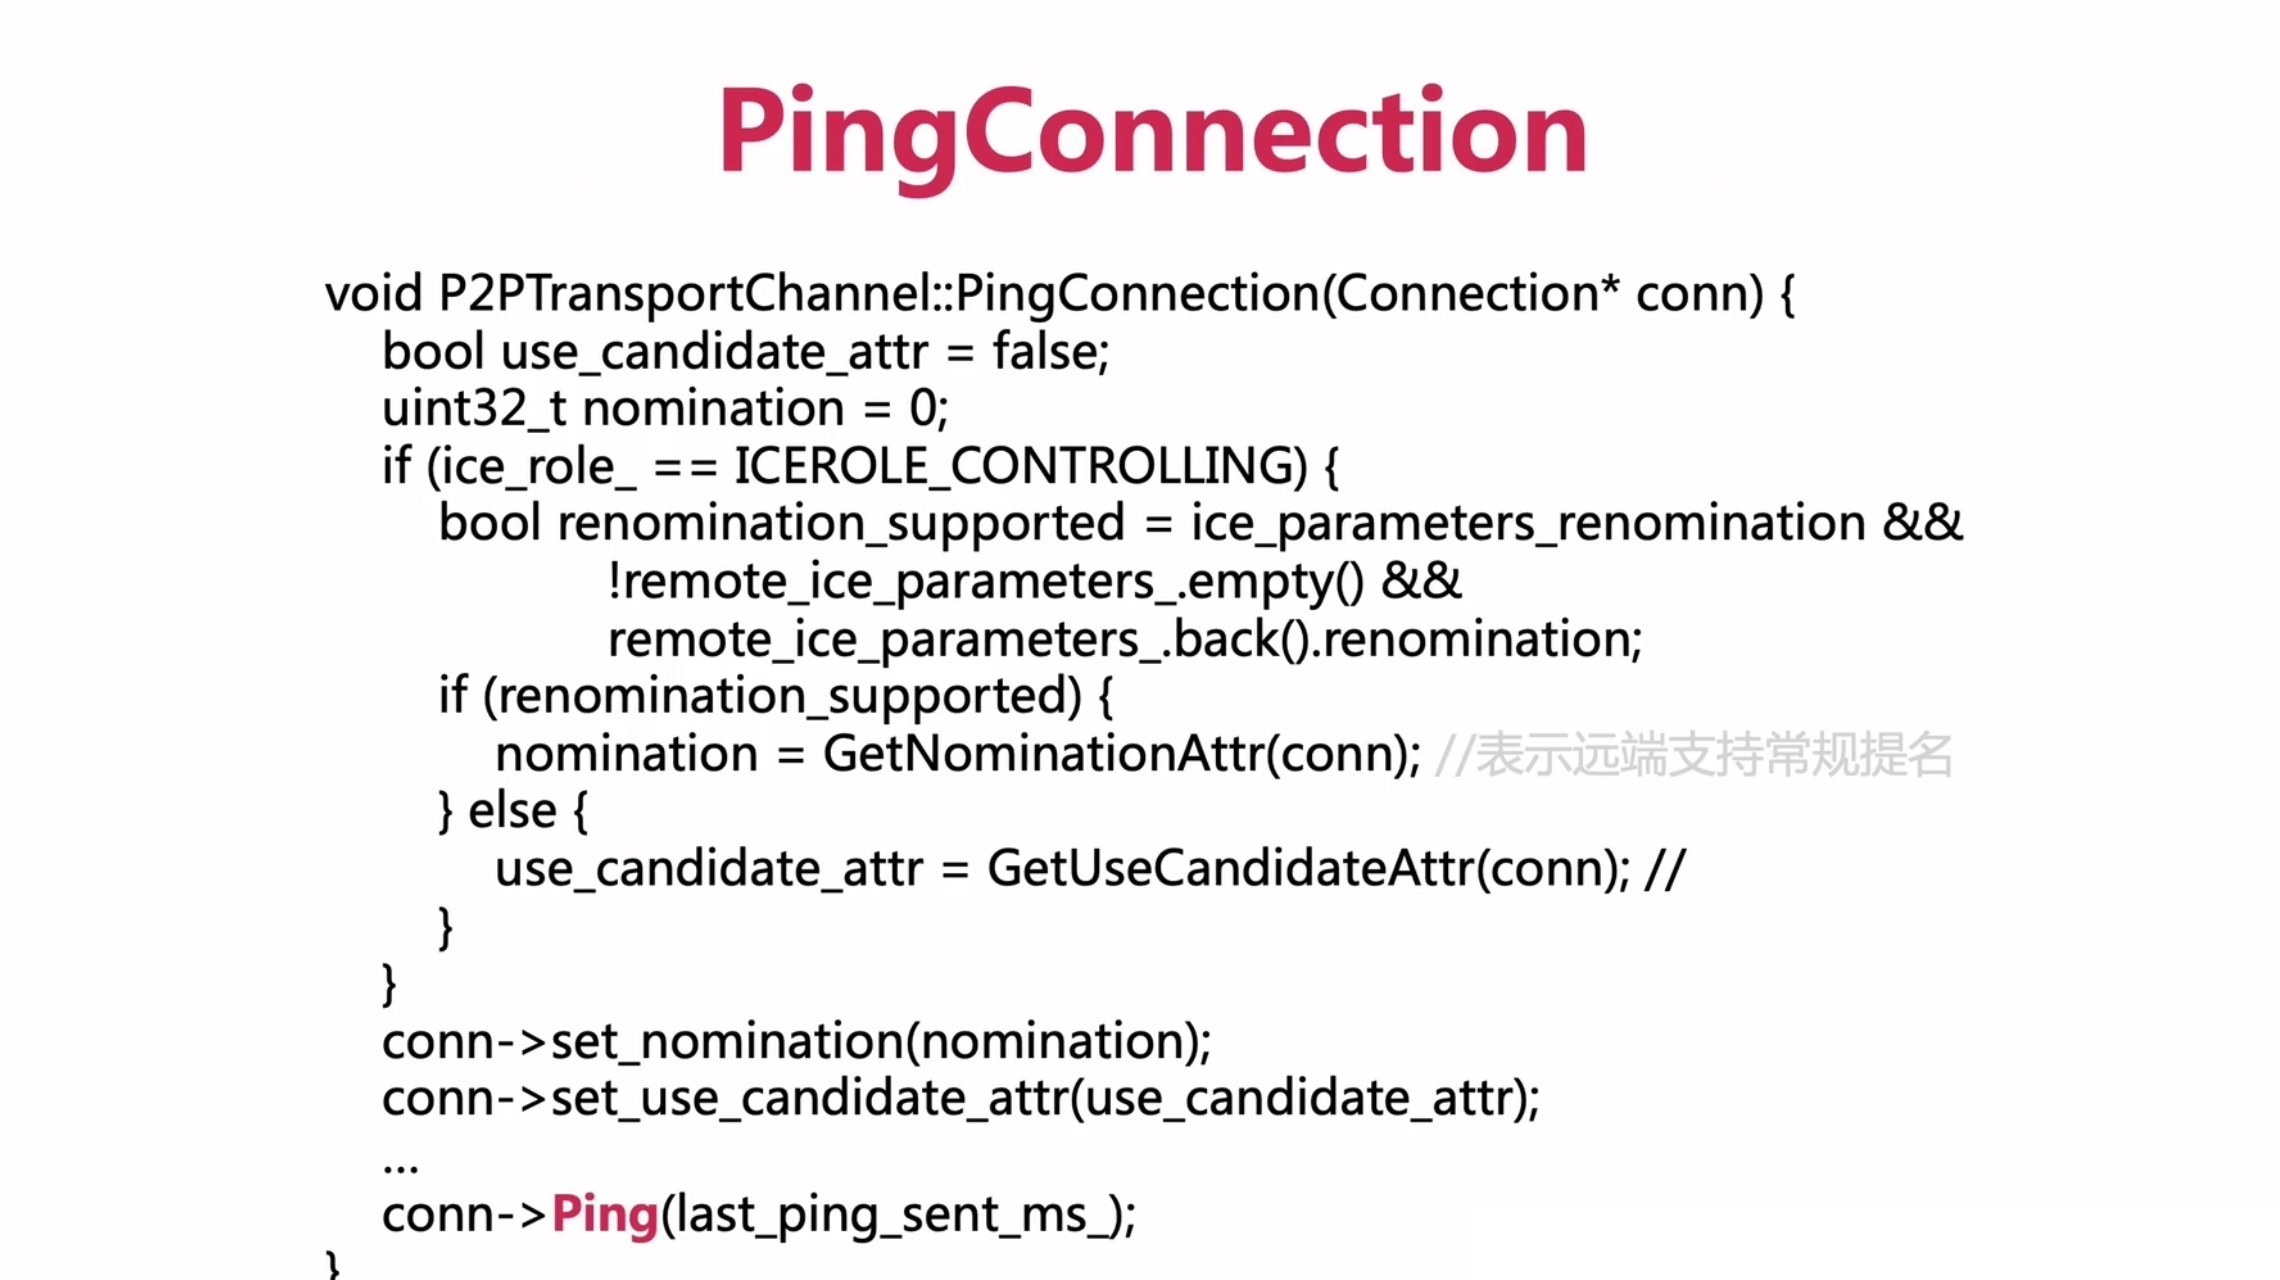 PingConnection
void P2PTransportChannel::PingConnection(Connection* conn) {
bool use_candidate_attr = false;
uint32_t nomination = 0;
if (ice_role_ == ICEROLE_CONTROLLING) {
bool renomination_supported = ice_parameters_renomination &&
!remote_ice_parameters_.empty() &&
remote_ice_parameters_.back().renomination;
if (renomination_supported) {
nomination = GetNominationAttr(conn); //表示远端支持常规提名
} else {
use_candidate_attr = GetUseCandidateAttr(conn); //
}
}
conn->set_nomination(nomination);
conn->set_use_candidate_attr(use_candidate_attr);
...
conn->Ping(last_ping_sent_ms_);
}